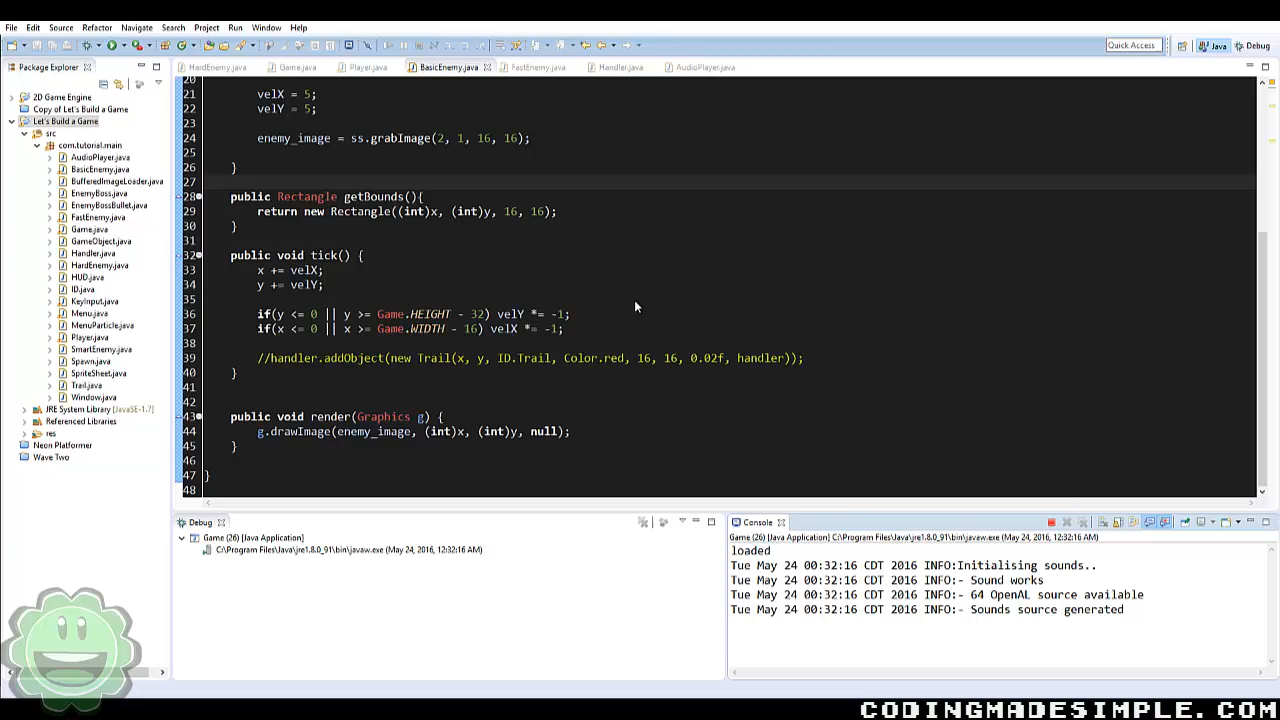 File Edit Source Refactor Navigate Search Project Run Window Help
Quick Access Java Debug
Package Explorer
HardEnemy.java Game.java Player.java BasicEnemy.java FastEnemy.java Handler.java AudioPlayer.java
2D Game Engine
Copy of Let's Build a Game
Let's Build a Game
src
com.tutorial.main
AudioPlayer.java
BasicEnemy.java
BufferedImageLoader.java
EnemyBoss.java
EnemyBossBullet.java
FastEnemy.java
Game.java
GameObject.java
Handler.java
HardEnemy.java
HUD.java
ID.java
KeyInput.java
Menu.java
MenuParticle.java
Player.java
SmartEnemy.java
Spawn.java
SpriteSheet.java
Trail.java
Window.java
JRE System Library [JavaSE-1.7]
Referenced Libraries
res
Neon Platformer
Wave Two
20
21 velX = 5;
22 velY = 5;
23
24 enemy_image = ss.grabImage(2, 1, 16, 16);
25
26 }
27
28 public Rectangle getBounds(){
29 return new Rectangle((int)x, (int)y, 16, 16);
30 }
31
32 public void tick() {
33 x += velX;
34 y += velY;
35
36 if(y <= 0 || y >= Game.HEIGHT - 32) velY *= -1;
37 if(x <= 0 || x >= Game.WIDTH - 16) velX *= -1;
38
39 //handler.addObject(new Trail(x, y, ID.Trail, Color.red, 16, 16, 0.02f, handler));
40 }
41
42
43 public void render(Graphics g) {
44 g.drawImage(enemy_image, (int)x, (int)y, null);
45 }
46
47 }
48
Debug
Game (26) [Java Application]
C:\Program Files\Java\jre1.8.0_91\bin\javaw.exe (May 24, 2016, 12:32:16 AM)
Console
Game (26) [Java Application] C:\Program Files\Java\jre1.8.0_91\bin\javaw.exe (May 24, 2016, 12:32:16 AM)
loaded
Tue May 24 00:32:16 CDT 2016 INFO:Initialising sounds..
Tue May 24 00:32:16 CDT 2016 INFO:- Sound works
Tue May 24 00:32:16 CDT 2016 INFO:- 64 OpenAL source available
Tue May 24 00:32:16 CDT 2016 INFO:- Sounds source generated
CODINGMADESIMPLE.COM